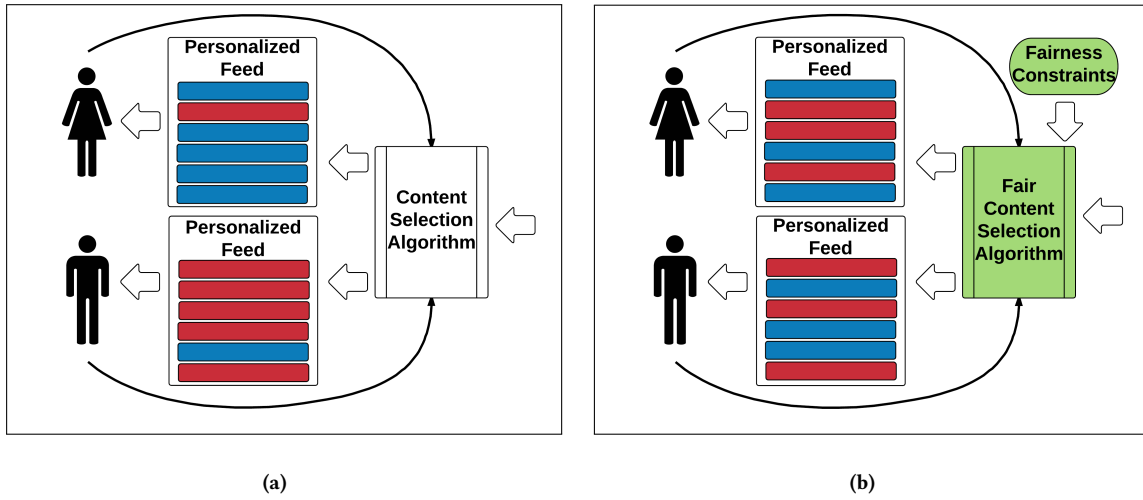 Personalized
Feed
Content
Selection
Algorithm
Personalized
Feed
(a)
Personalized
Feed
Fairness
Constraints
Fair
Content
Selection
Algorithm
Personalized
Feed
(b)